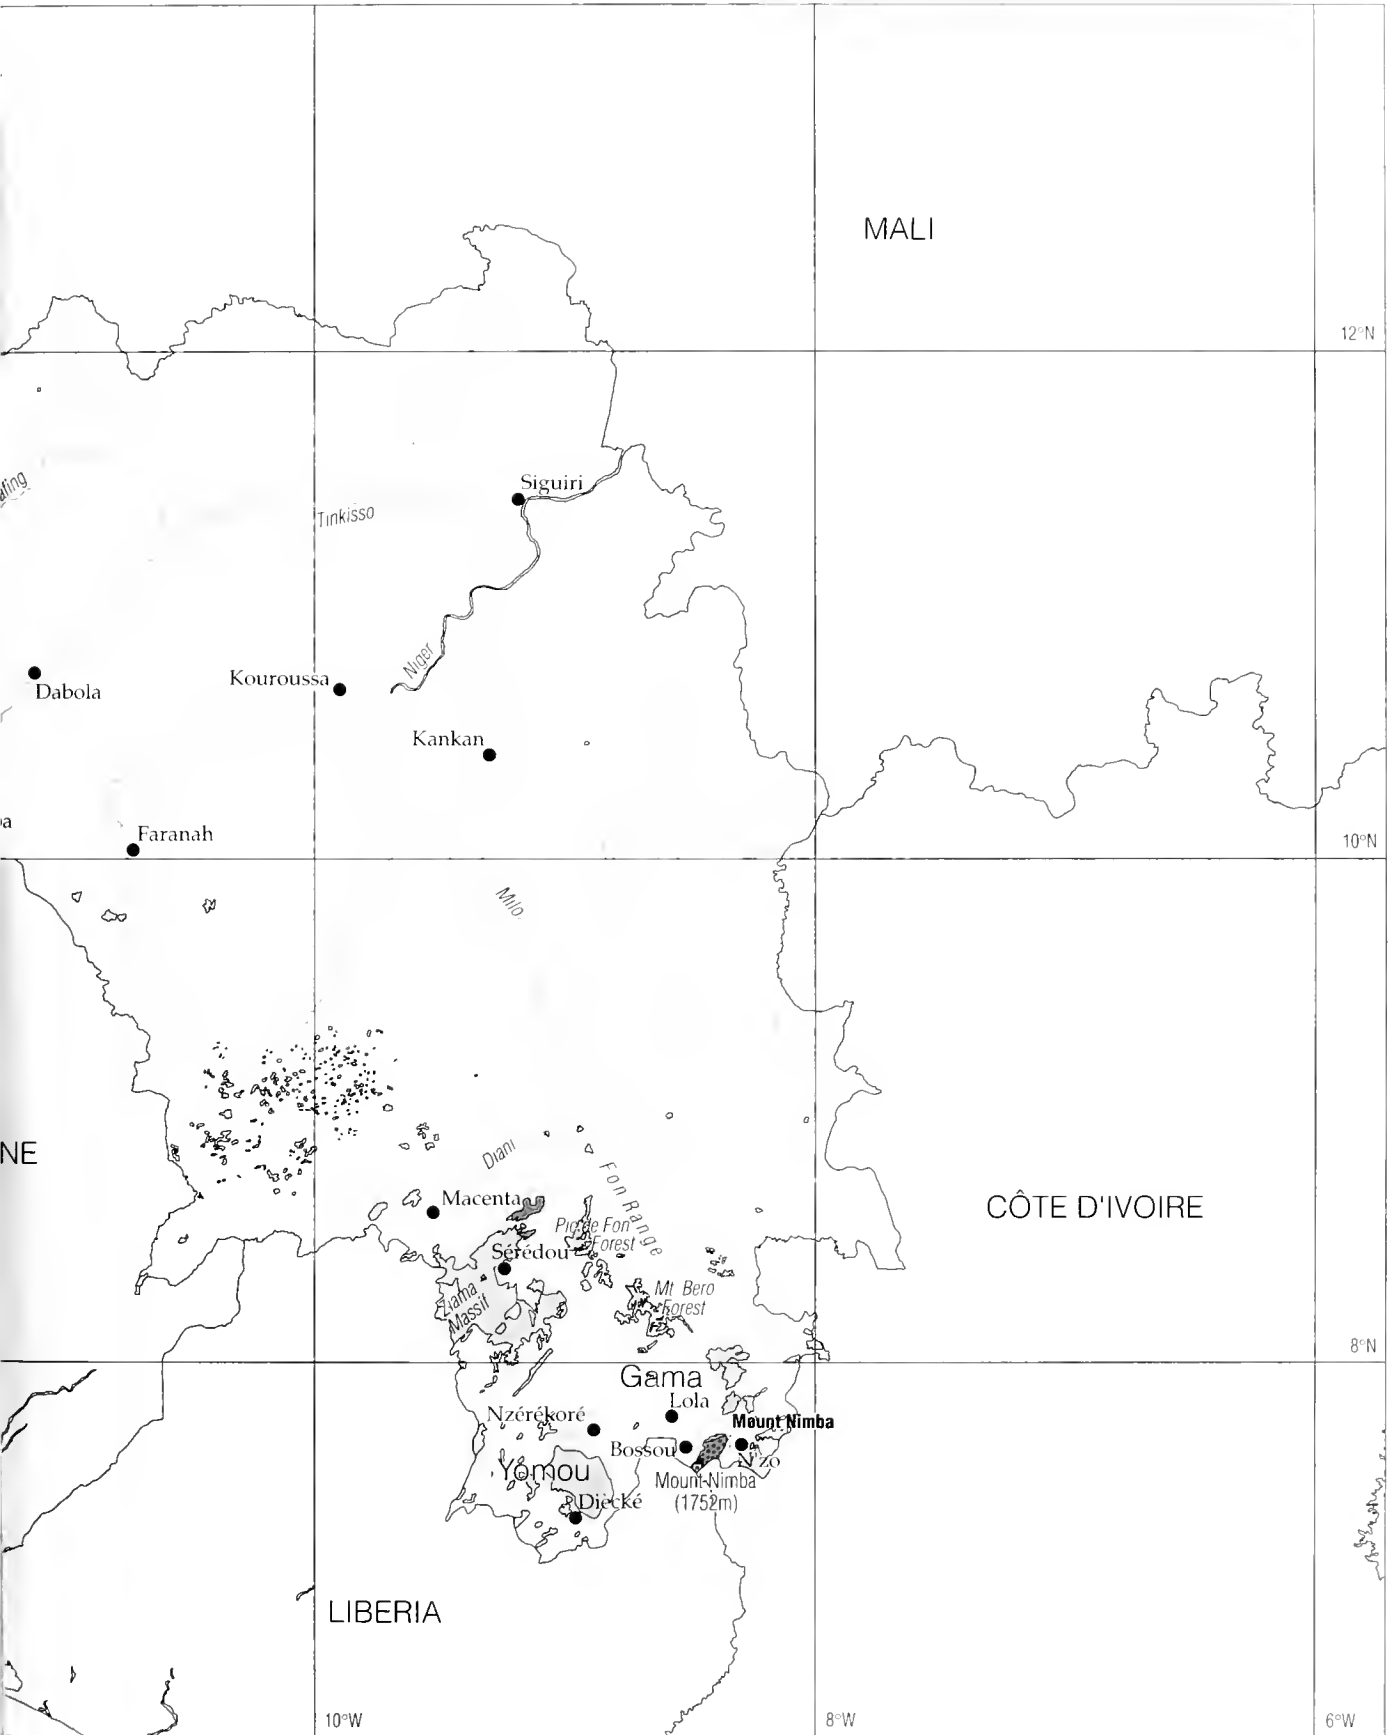 MALI
12°N
afing
Siguiri
Tinkisso
Niger
Dabola
Kouroussa
Kankan
a
Faranah
10°N
Milo
NE
Diani
Fon Range
Macenta
CÔTE D'IVOIRE
Pic de Fon
Forest
Sérédou
Ziama
Massif
Mt Bero
Forest
8°N
Gama
Lola
Nzérékoré
Mount Nimba
Bossou
N'zo
Yomou
Mount Nimba
(1752m)
Diècké
LIBERIA
10°W
8°W
6°W